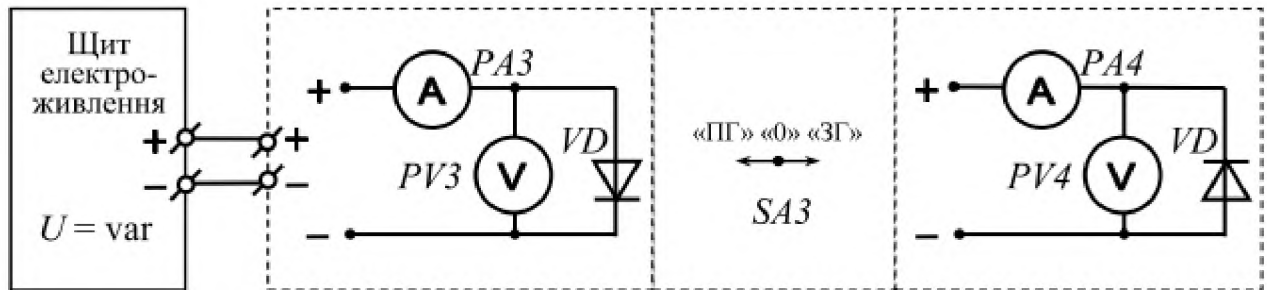 Щит
електро-
живлення
+ +
– –
U = var
+
A
PA3
PV3
V
VD
–
«ПГ» «0» «ЗГ»
SA3
+
A
PA4
PV4
V
VD
–